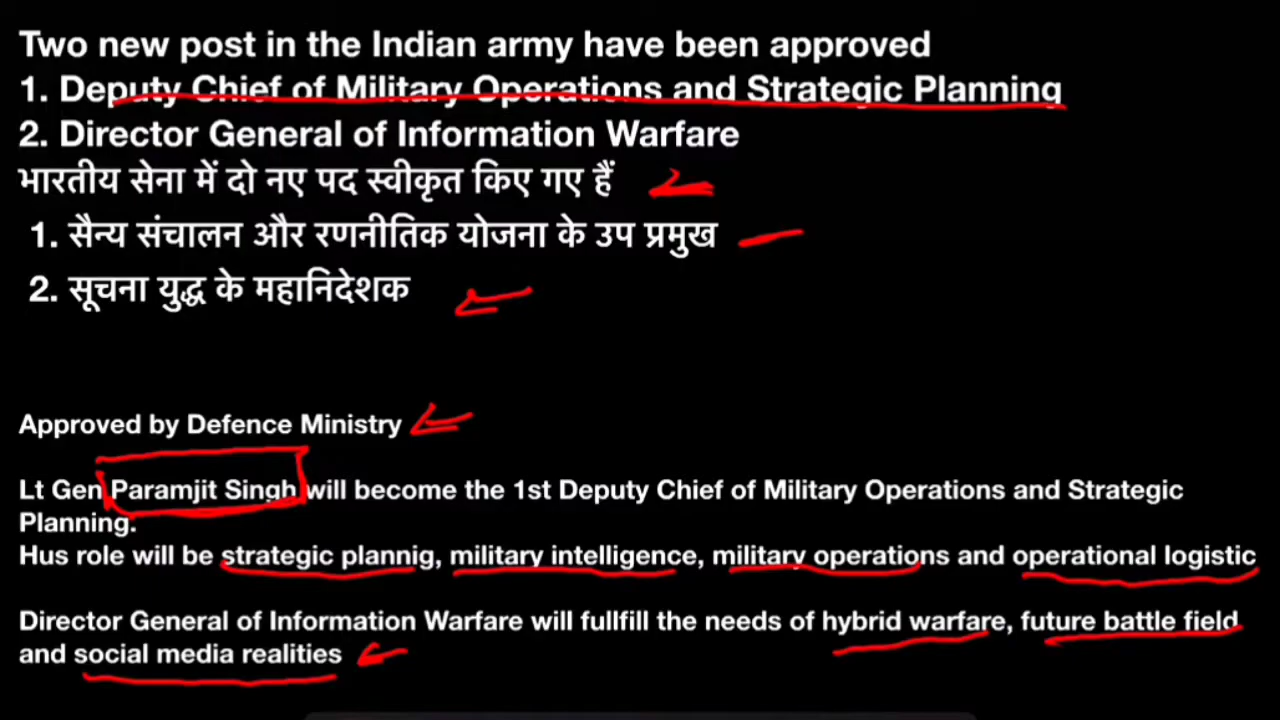 Two new post in the Indian army have been approved
1. Deputy Chief of Military Operations and Strategic Planning
2. Director General of Information Warfare
भारतीय सेना में दो नए पद स्वीकृत किए गए हैं
1. सैन्य संचालन और रणनीतिक योजना के उप प्रमुख
2. सूचना युद्ध के महानिदेशक
Approved by Defence Ministry
Lt Gen Paramjit Singh will become the 1st Deputy Chief of Military Operations and Strategic
Planning.
Hus role will be strategic plannig, military intelligence, military operations and operational logistic
Director General of Information Warfare will fullfill the needs of hybrid warfare, future battle field
and social media realities